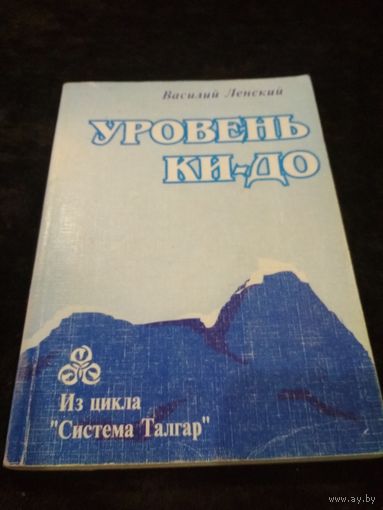 Василий Ленский
УРОВЕНЬ
КИ-ДО
Из цикла
"Система Талгар"
www.ay.by